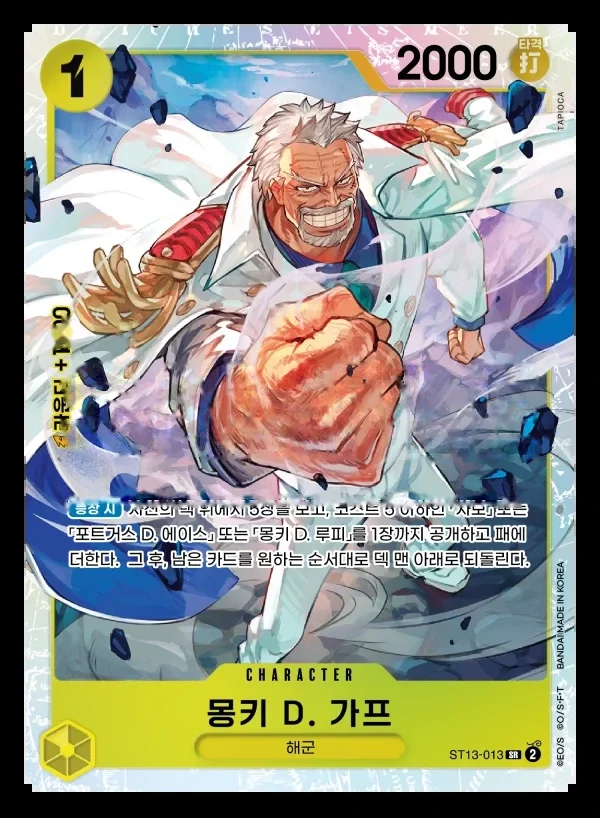 1
2000
타격
打
TAPIOCA
등장 시
『포트거스 D. 에이스』 또는 『몽키 D. 루피』를 1장까지 공개하고 패에
더한다. 그 후, 남은 카드를 원하는 순서대로 덱 맨 아래로 되돌린다.
CHARACTER
몽키 D. 가프
해군
ST13-013 SR 2
©E.O/S ©O/S·F·T BANDAI MADE IN KOREA